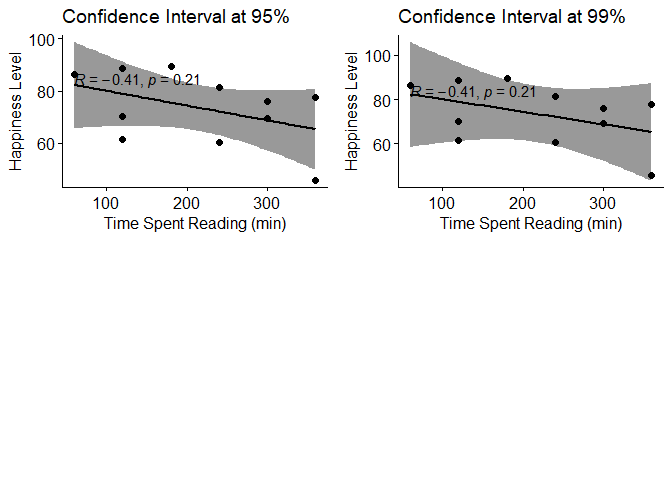 Confidence Interval at 95%
Happiness Level
100
80
60
R = −0.41, p = 0.21
100
200
300
Time Spent Reading (min)
Confidence Interval at 99%
Happiness Level
100
80
60
R = −0.41, p = 0.21
100
200
300
Time Spent Reading (min)